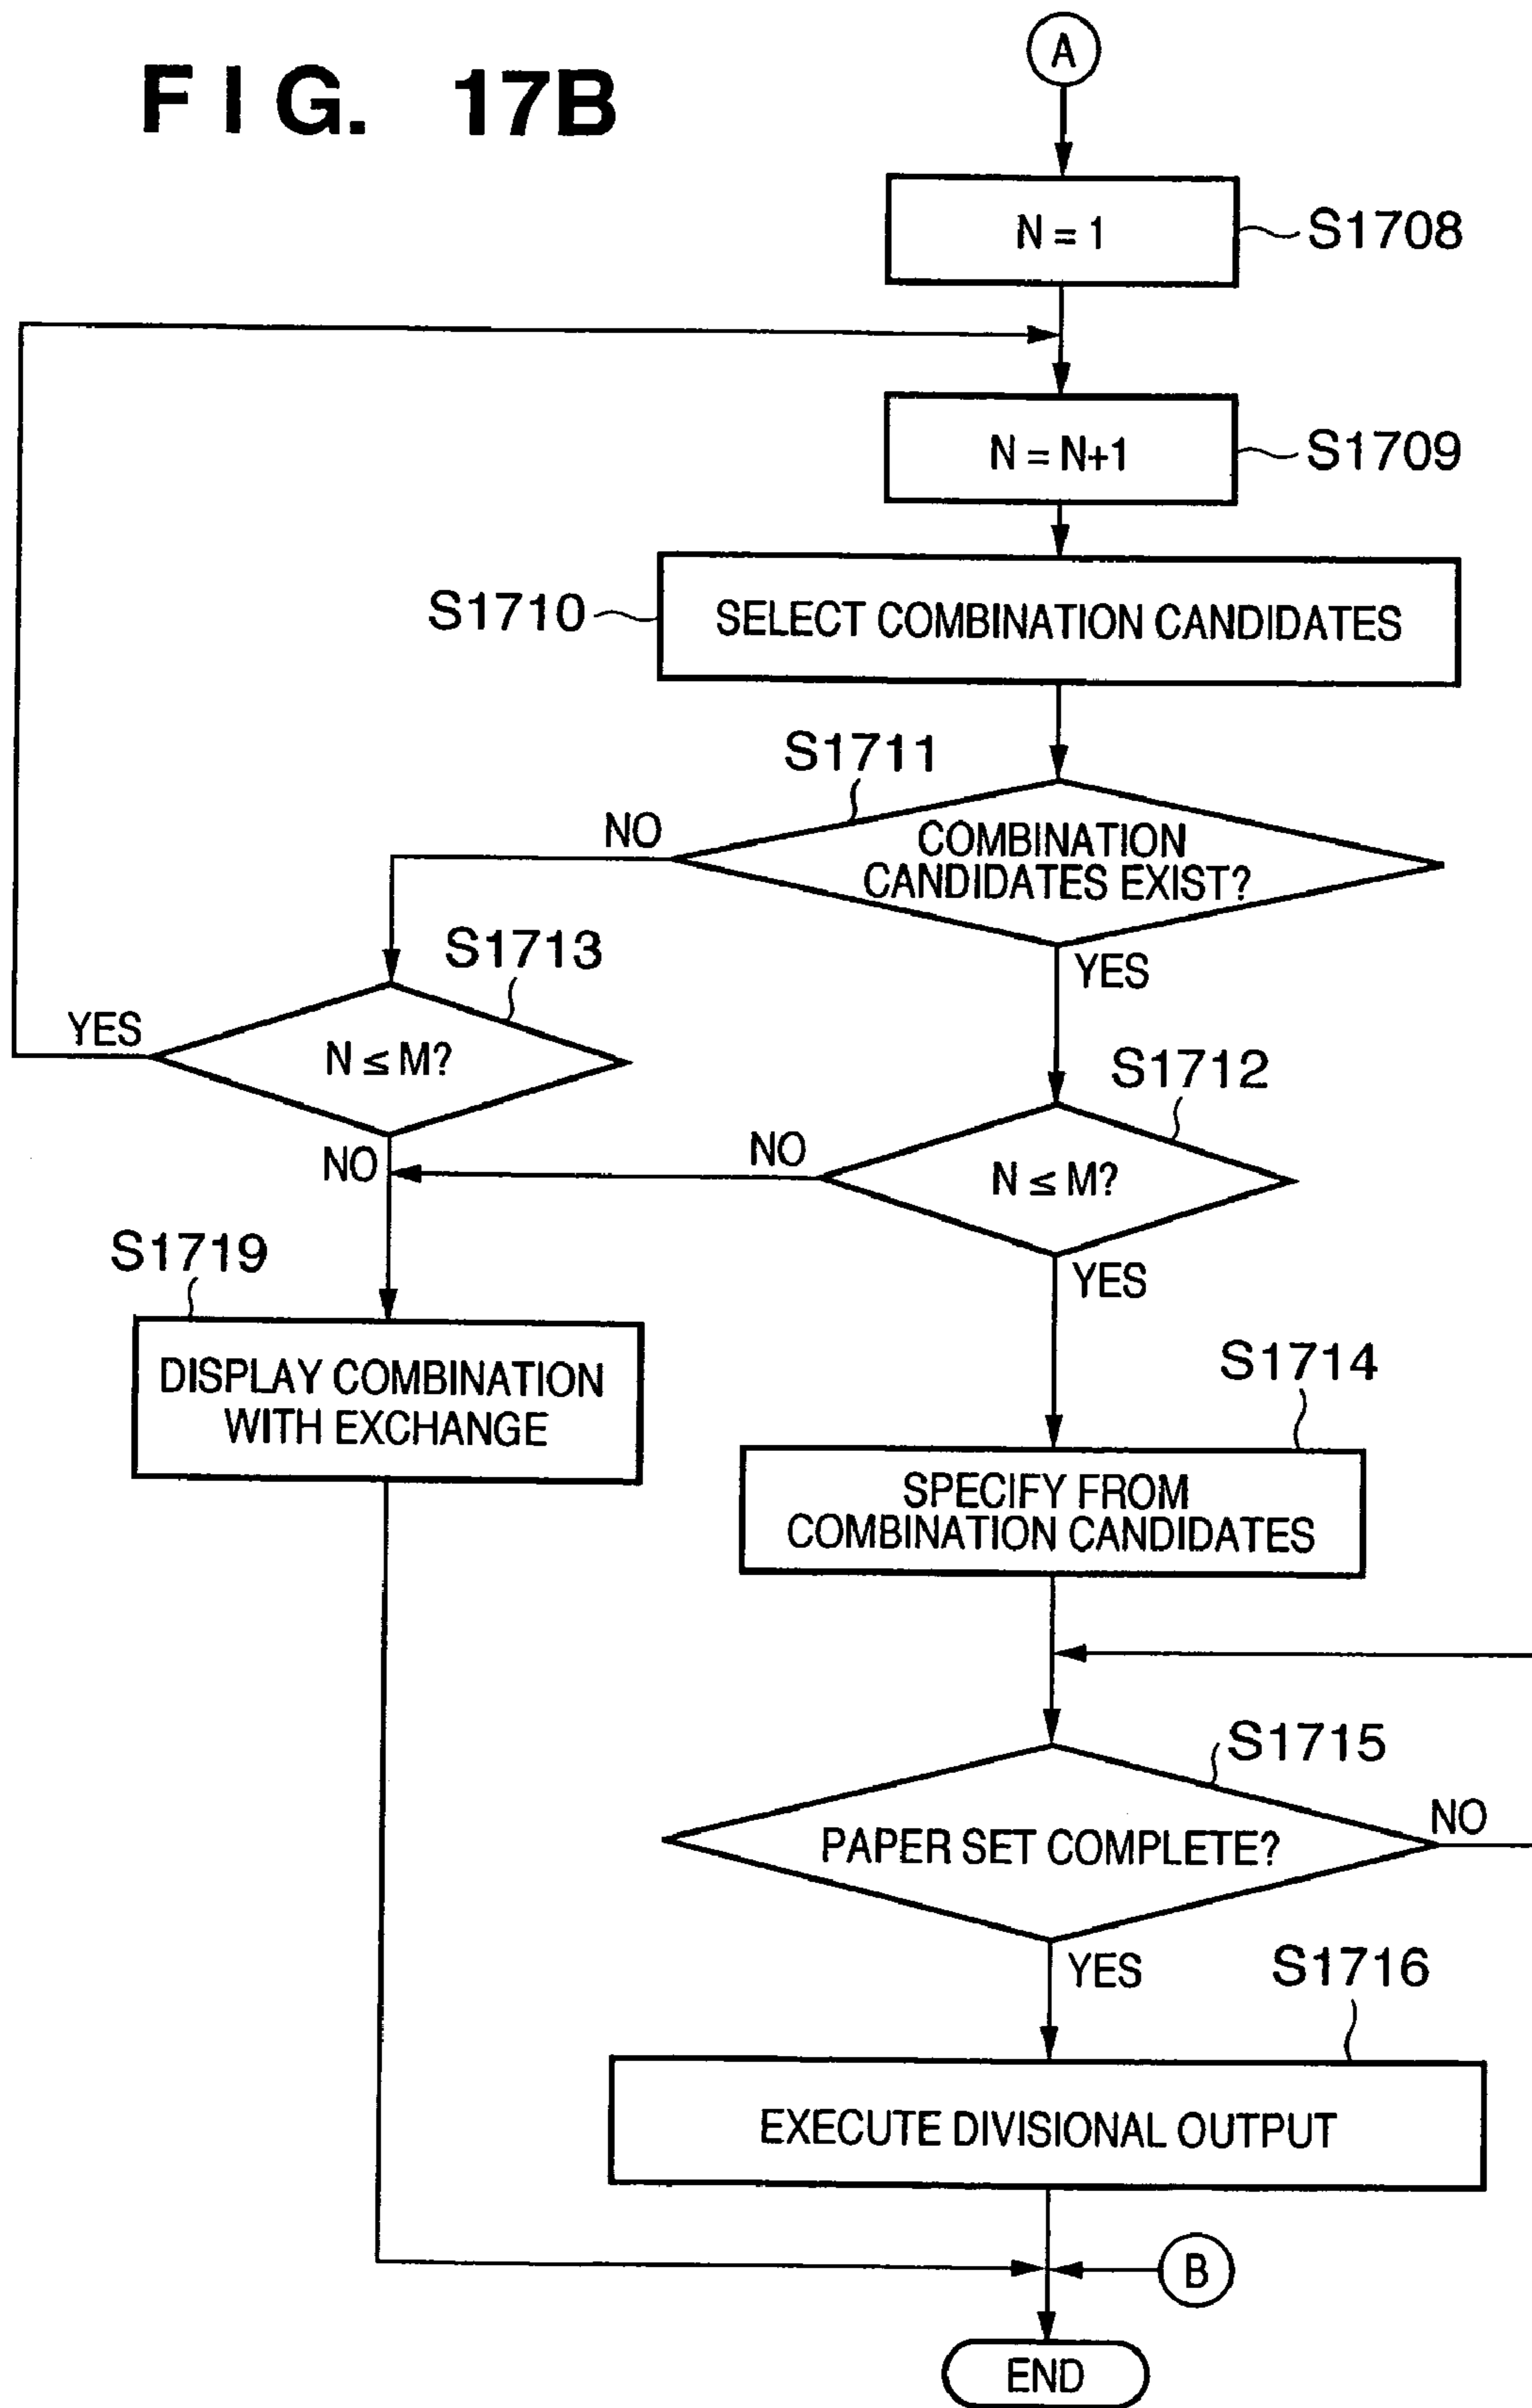 FIG. 17B
A
N = 1
S1708
N = N+1
S1709
S1710
SELECT COMBINATION CANDIDATES
S1711
NO
COMBINATION
CANDIDATES EXIST?
YES
S1713
YES
N ≤ M?
NO
S1712
NO
N ≤ M?
YES
S1719
DISPLAY COMBINATION
WITH EXCHANGE
S1714
SPECIFY FROM
COMBINATION CANDIDATES
S1715
PAPER SET COMPLETE?
NO
YES
S1716
EXECUTE DIVISIONAL OUTPUT
B
END